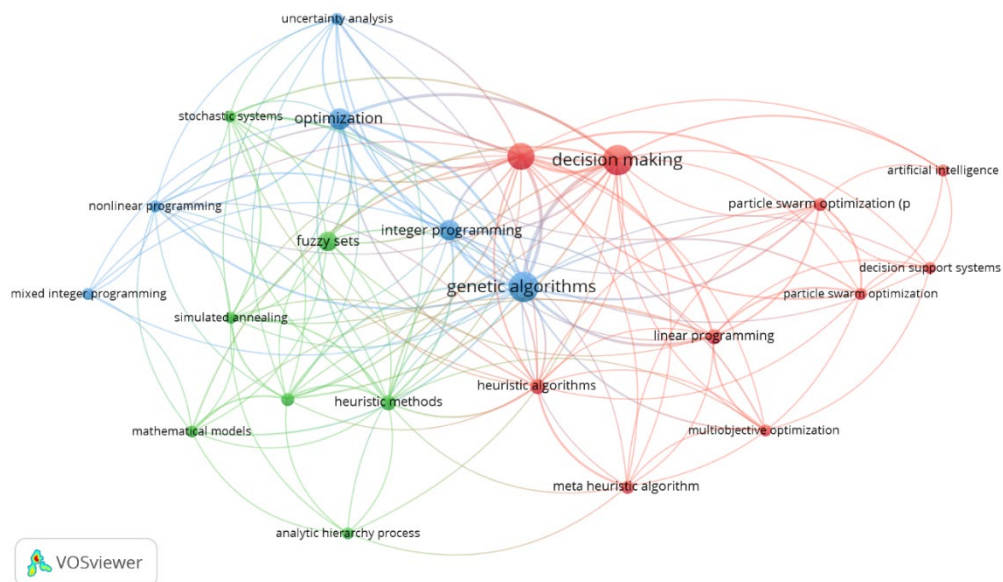 uncertainty analysis
stochastic systems
optimization
decision making
artificial intelligence
nonlinear programming
particle swarm optimization (p
integer programming
fuzzy sets
decision support systems
genetic algorithms
mixed integer programming
particle swarm optimization
simulated annealing
linear programming
heuristic algorithms
heuristic methods
mathematical models
multiobjective optimization
meta heuristic algorithm
analytic hierarchy process
VOSviewer